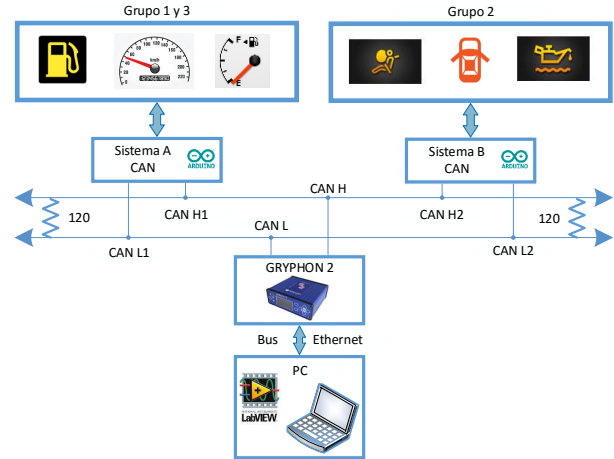 Grupo 1 y 3
Grupo 2
F
E
km/h
Sistema A
CAN
ARDUINO
Sistema B
CAN
ARDUINO
CAN H
120
CAN H1
CAN H2
120
CAN L
CAN L1
CAN L2
GRYPHON 2
Bus
Ethernet
PC
LabVIEW